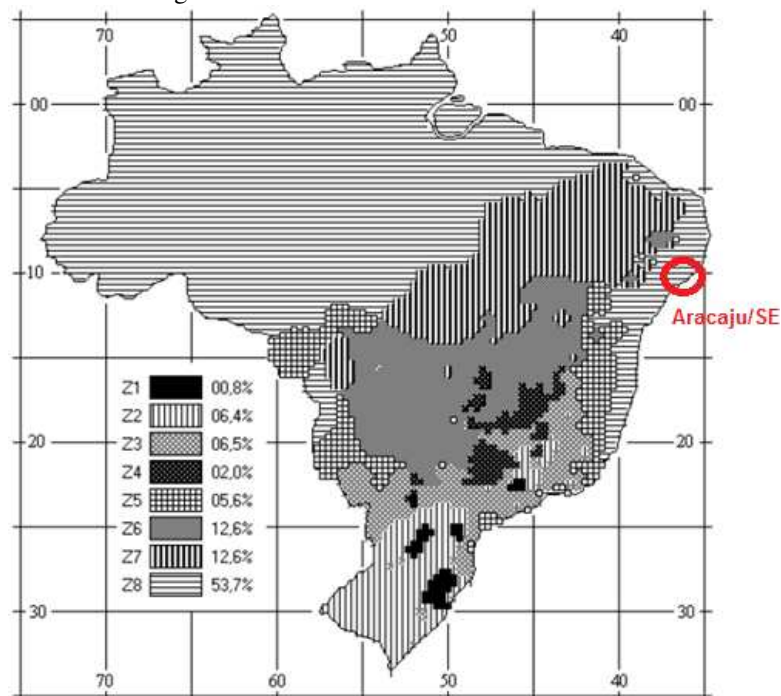 70 50 40
00 00
10 10
Aracaju/SE
Z1 00,8%
Z2 06,4%
Z3 06,5%
Z4 02,0%
Z5 05,6%
Z6 12,6%
Z7 12,6%
Z8 53,7%
20 20
30 30
70 60 50 40